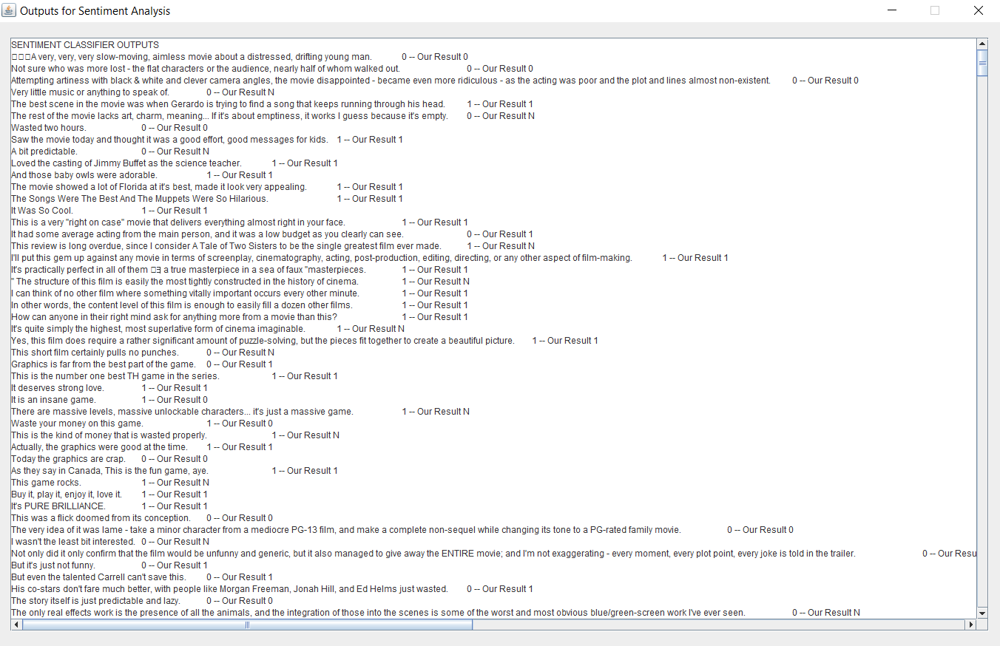 Outputs for Sentiment Analysis
SENTIMENT CLASSIFIER OUTPUTS
A very, very, very slow-moving, aimless movie about a distressed, drifting young man. 0 -- Our Result 0
Not sure who was more lost - the flat characters or the audience, nearly half of whom walked out. 0 -- Our Result 0
Attempting artiness with black & white and clever camera angles, the movie disappointed - became even more ridiculous - as the acting was poor and the plot and lines almost non-existent. 0 -- Our Result 0
Very little music or anything to speak of. 0 -- Our Result N
The best scene in the movie was when Gerardo is trying to find a song that keeps running through his head. 1 -- Our Result 1
The rest of the movie lacks art, charm, meaning... If it's about emptiness, it works I guess because it's empty. 0 -- Our Result N
Wasted two hours. 0 -- Our Result 0
Saw the movie today and thought it was a good effort, good messages for kids. 1 -- Our Result 1
A bit predictable. 0 -- Our Result N
Loved the casting of Jimmy Buffet as the science teacher. 1 -- Our Result 1
And those baby owls were adorable. 1 -- Our Result 1
The movie showed a lot of Florida at it's best, made it look very appealing. 1 -- Our Result 1
The Songs Were The Best And The Muppets Were So Hilarious. 1 -- Our Result 1
It Was So Cool. 1 -- Our Result 1
This is a very "right on case" movie that delivers everything almost right in your face. 1 -- Our Result 1
It had some average acting from the main person, and it was a low budget as you clearly can see. 0 -- Our Result 1
This review is long overdue, since I consider A Tale of Two Sisters to be the single greatest film ever made. 1 -- Our Result N
I'll put this gem up against any movie in terms of screenplay, cinematography, acting, post-production, editing, directing, or any other aspect of film-making. 1 -- Our Result 1
It's practically perfect in all of them a true masterpiece in a sea of faux "masterpieces. 1 -- Our Result 1
" The structure of this film is easily the most tightly constructed in the history of cinema. 1 -- Our Result N
I can think of no other film where something vitally important occurs every other minute. 1 -- Our Result 1
In other words, the content level of this film is enough to easily fill a dozen other films. 1 -- Our Result 1
How can anyone in their right mind ask for anything more from a movie than this? 1 -- Our Result 1
It's quite simply the highest, most superlative form of cinema imaginable. 1 -- Our Result N
Yes, this film does require a rather significant amount of puzzle-solving, but the pieces fit together to create a beautiful picture. 1 -- Our Result 1
This short film certainly pulls no punches. 0 -- Our Result N
Graphics is far from the best part of the game. 0 -- Our Result 1
This is the number one best TH game in the series. 1 -- Our Result 1
It deserves strong love. 1 -- Our Result 1
It is an insane game. 1 -- Our Result 0
There are massive levels, massive unlockable characters... it's just a massive game. 1 -- Our Result N
Waste your money on this game. 1 -- Our Result 0
This is the kind of money that is wasted properly. 1 -- Our Result N
Actually, the graphics were good at the time. 1 -- Our Result 1
Today the graphics are crap. 0 -- Our Result 0
As they say in Canada, This is the fun game, aye. 1 -- Our Result 1
This game rocks. 1 -- Our Result N
Buy it, play it, enjoy it, love it. 1 -- Our Result 1
It's PURE BRILLIANCE. 1 -- Our Result 1
This was a flick doomed from its conception. 0 -- Our Result 0
The very idea of it was lame - take a minor character from a mediocre PG-13 film, and make a complete non-sequel while changing its tone to a PG-rated family movie. 0 -- Our Result 0
I wasn't the least bit interested. 0 -- Our Result N
Not only did it only confirm that the film would be unfunny and generic, but it also managed to give away the ENTIRE movie; and I'm not exaggerating - every moment, every plot point, every joke is told in the trailer. 0 -- Our Resu
But it's just not funny. 0 -- Our Result 1
But even the talented Carrell can't save this. 0 -- Our Result 1
His co-stars don't fare much better, with people like Morgan Freeman, Jonah Hill, and Ed Helms just wasted. 0 -- Our Result 1
The story itself is just predictable and lazy. 0 -- Our Result 0
The only real effects work is the presence of all the animals, and the integration of those into the scenes is some of the worst and most obvious blue/green-screen work I've ever seen. 0 -- Our Result N